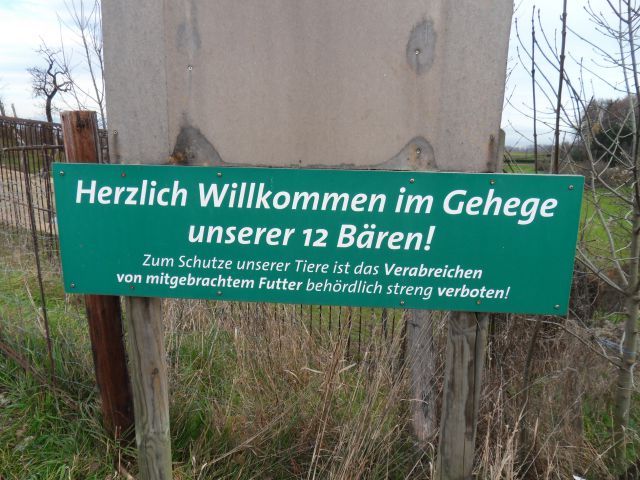 Herzlich Willkommen im Gehege
unserer 12 Bären!
Zum Schutze unserer Tiere ist das Verabreichen
von mitgebrachtem Futter behördlich streng verboten!